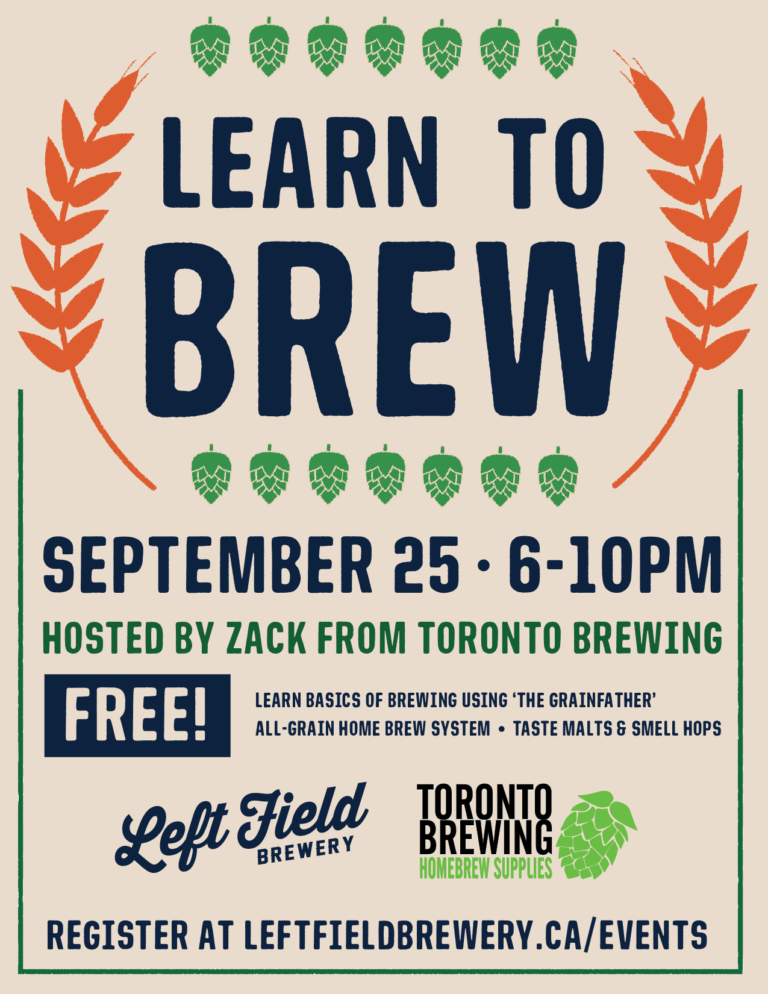 LEARN TO
BREW
SEPTEMBER 25 · 6-10PM
HOSTED BY ZACK FROM TORONTO BREWING
FREE!
LEARN BASICS OF BREWING USING ‘THE GRAINFATHER’
ALL-GRAIN HOME BREW SYSTEM • TASTE MALTS & SMELL HOPS
Left Field
BREWERY
TORONTO
BREWING
HOMEBREW SUPPLIES
REGISTER AT LEFTFIELDBREWERY.CA/EVENTS